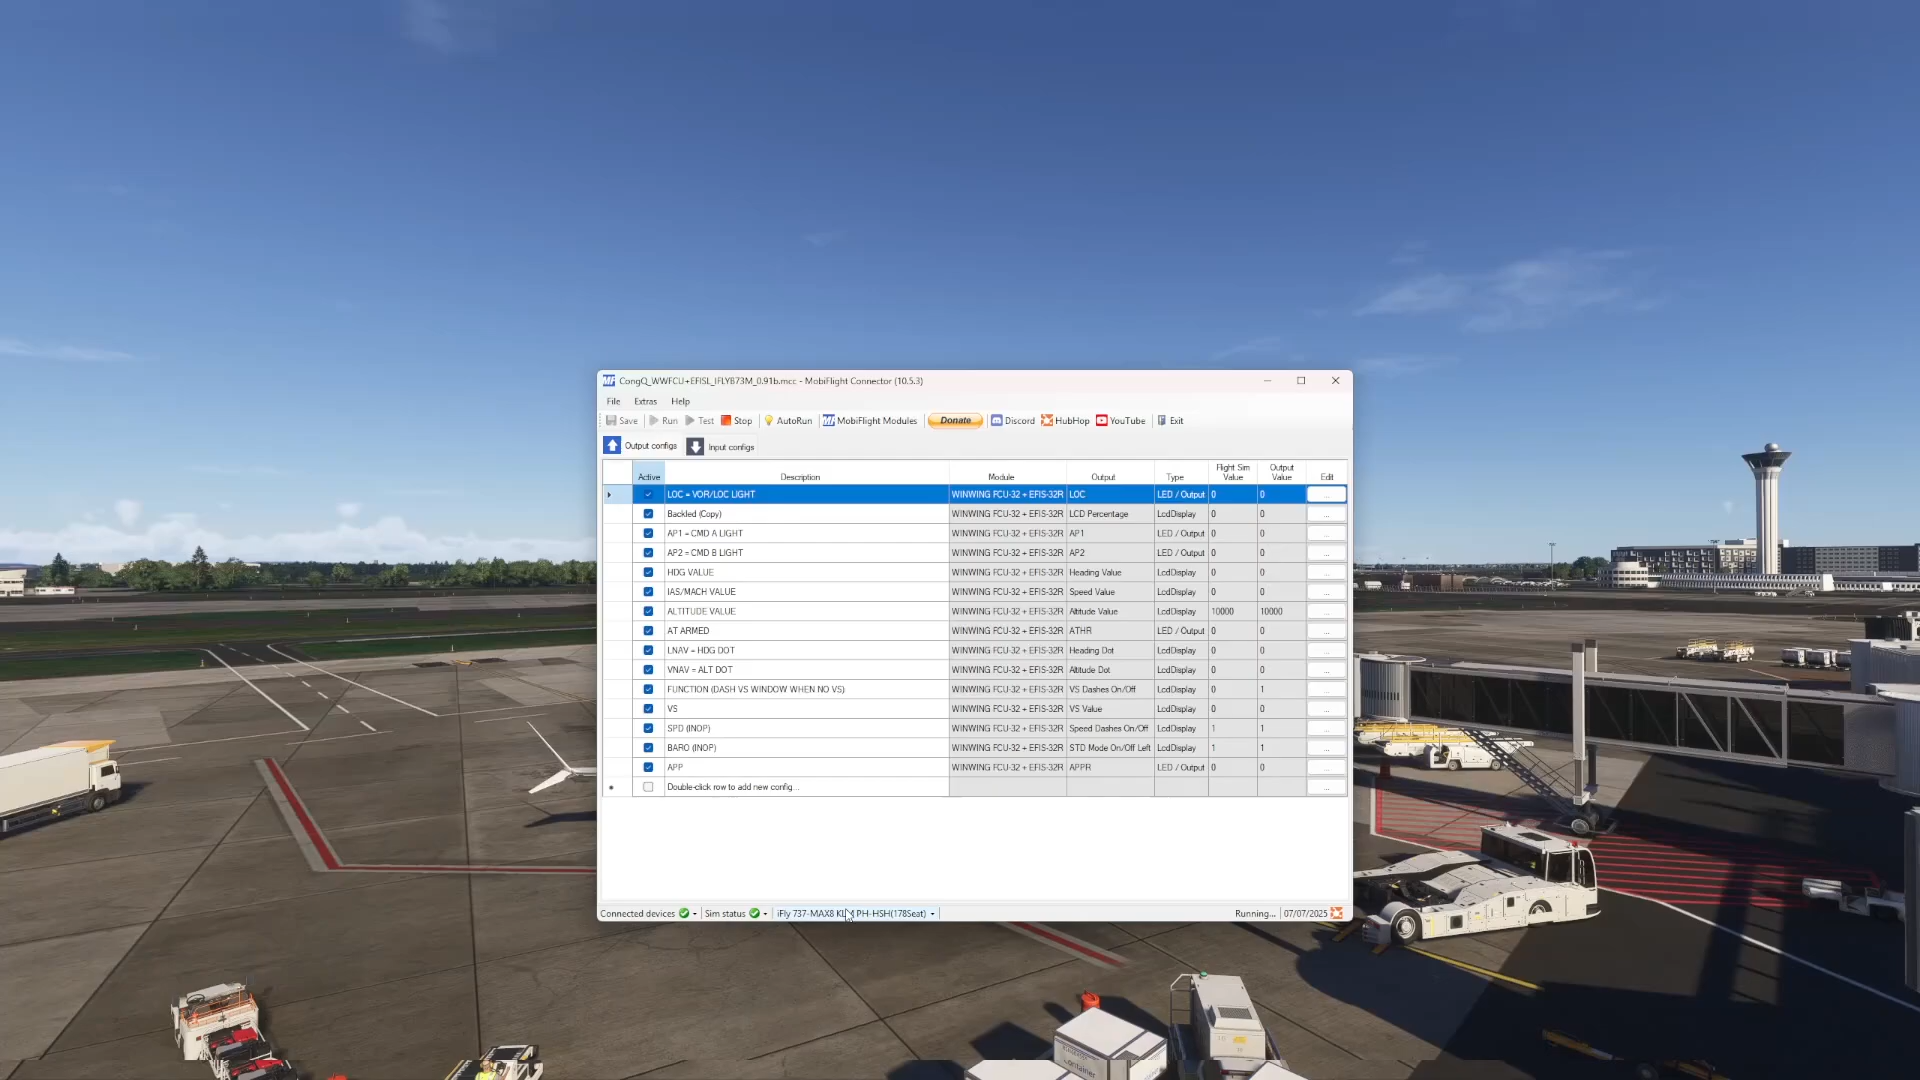 MF CongQ_WWFCU+EFISL_IFLYB73M_0.91b.mcc - MobiFlight Connector (10.5.3)
File Extras Help
Save Run Test Stop AutoRun MF MobiFlight Modules Donate Discord HubHop YouTube Exit
Output configs Input configs
Active Description Module Output Type Flight Sim Value Output Value Edit
LOC = VOR/LOC LIGHT WINWING FCU-32 + EFIS-32R LOC LED / Output 0 0 ...
Backled (Copy) WINWING FCU-32 + EFIS-32R LCD Percentage LcdDisplay 0 0 ...
AP1 = CMD A LIGHT WINWING FCU-32 + EFIS-32R AP1 LED / Output 0 0 ...
AP2 = CMD B LIGHT WINWING FCU-32 + EFIS-32R AP2 LED / Output 0 0 ...
HDG VALUE WINWING FCU-32 + EFIS-32R Heading Value LcdDisplay 0 0 ...
IAS/MACH VALUE WINWING FCU-32 + EFIS-32R Speed Value LcdDisplay 0 0 ...
ALTITUDE VALUE WINWING FCU-32 + EFIS-32R Altitude Value LcdDisplay 10000 10000 ...
AT ARMED WINWING FCU-32 + EFIS-32R ATHR LED / Output 0 0 ...
LNAV = HDG DOT WINWING FCU-32 + EFIS-32R Heading Dot LcdDisplay 0 0 ...
VNAV = ALT DOT WINWING FCU-32 + EFIS-32R Altitude Dot LcdDisplay 0 0 ...
FUNCTION (DASH VS WINDOW WHEN NO VS) WINWING FCU-32 + EFIS-32R VS Dashes On/Off LcdDisplay 0 1 ...
VS WINWING FCU-32 + EFIS-32R VS Value LcdDisplay 0 0 ...
SPD (INOP) WINWING FCU-32 + EFIS-32R Speed Dashes On/Off LcdDisplay 1 1 ...
BARO (INOP) WINWING FCU-32 + EFIS-32R STD Mode On/Off Left LcdDisplay 1 1 ...
APP WINWING FCU-32 + EFIS-32R APPR LED / Output 0 0 ...
Double-click row to add new config... ...
Connected devices Sim status iFly 737-MAX8 KLM PH-HSH(178Seat) Running... 07/07/2025
Container